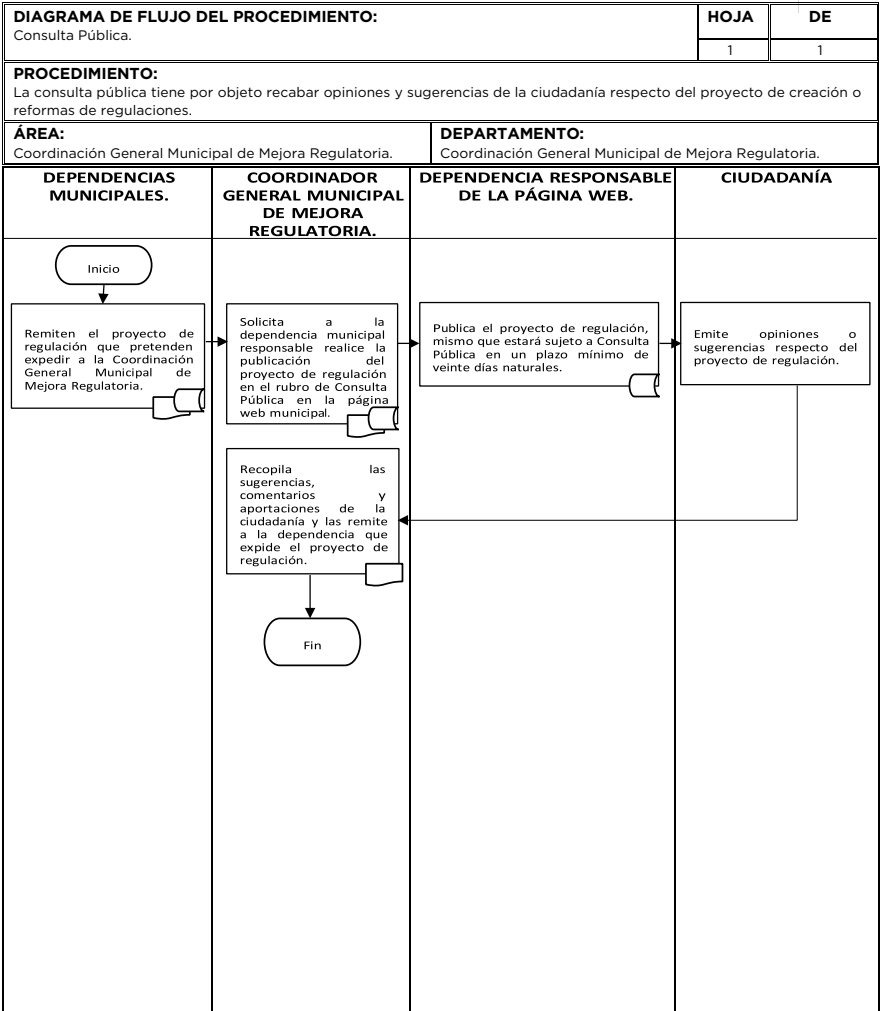 DIAGRAMA DE FLUJO DEL PROCEDIMIENTO:
Consulta Pública.
HOJA
DE
1
1
PROCEDIMIENTO:
La consulta pública tiene por objeto recabar opiniones y sugerencias de la ciudadanía respecto del proyecto de creación o
reformas de regulaciones.
ÁREA:
Coordinación General Municipal de Mejora Regulatoria.
DEPARTAMENTO:
Coordinación General Municipal de Mejora Regulatoria.
DEPENDENCIAS
MUNICIPALES.
COORDINADOR
GENERAL MUNICIPAL
DE MEJORA
REGULATORIA.
DEPENDENCIA RESPONSABLE
DE LA PÁGINA WEB.
CIUDADANÍA
Inicio
Remiten el proyecto de
regulación que pretenden
expedir a la Coordinación
General Municipal de
Mejora Regulatoria.
Solicita a la
dependencia municipal
responsable realice la
publicación del
proyecto de regulación
en el rubro de Consulta
Pública en la página
web municipal.
Publica el proyecto de regulación,
mismo que estará sujeto a Consulta
Pública en un plazo mínimo de
veinte días naturales.
Emite opiniones o
sugerencias respecto del
proyecto de regulación.
Recopila las
sugerencias,
comentarios y
aportaciones de la
ciudadanía y las remite
a la dependencia que
expide el proyecto de
regulación.
Fin